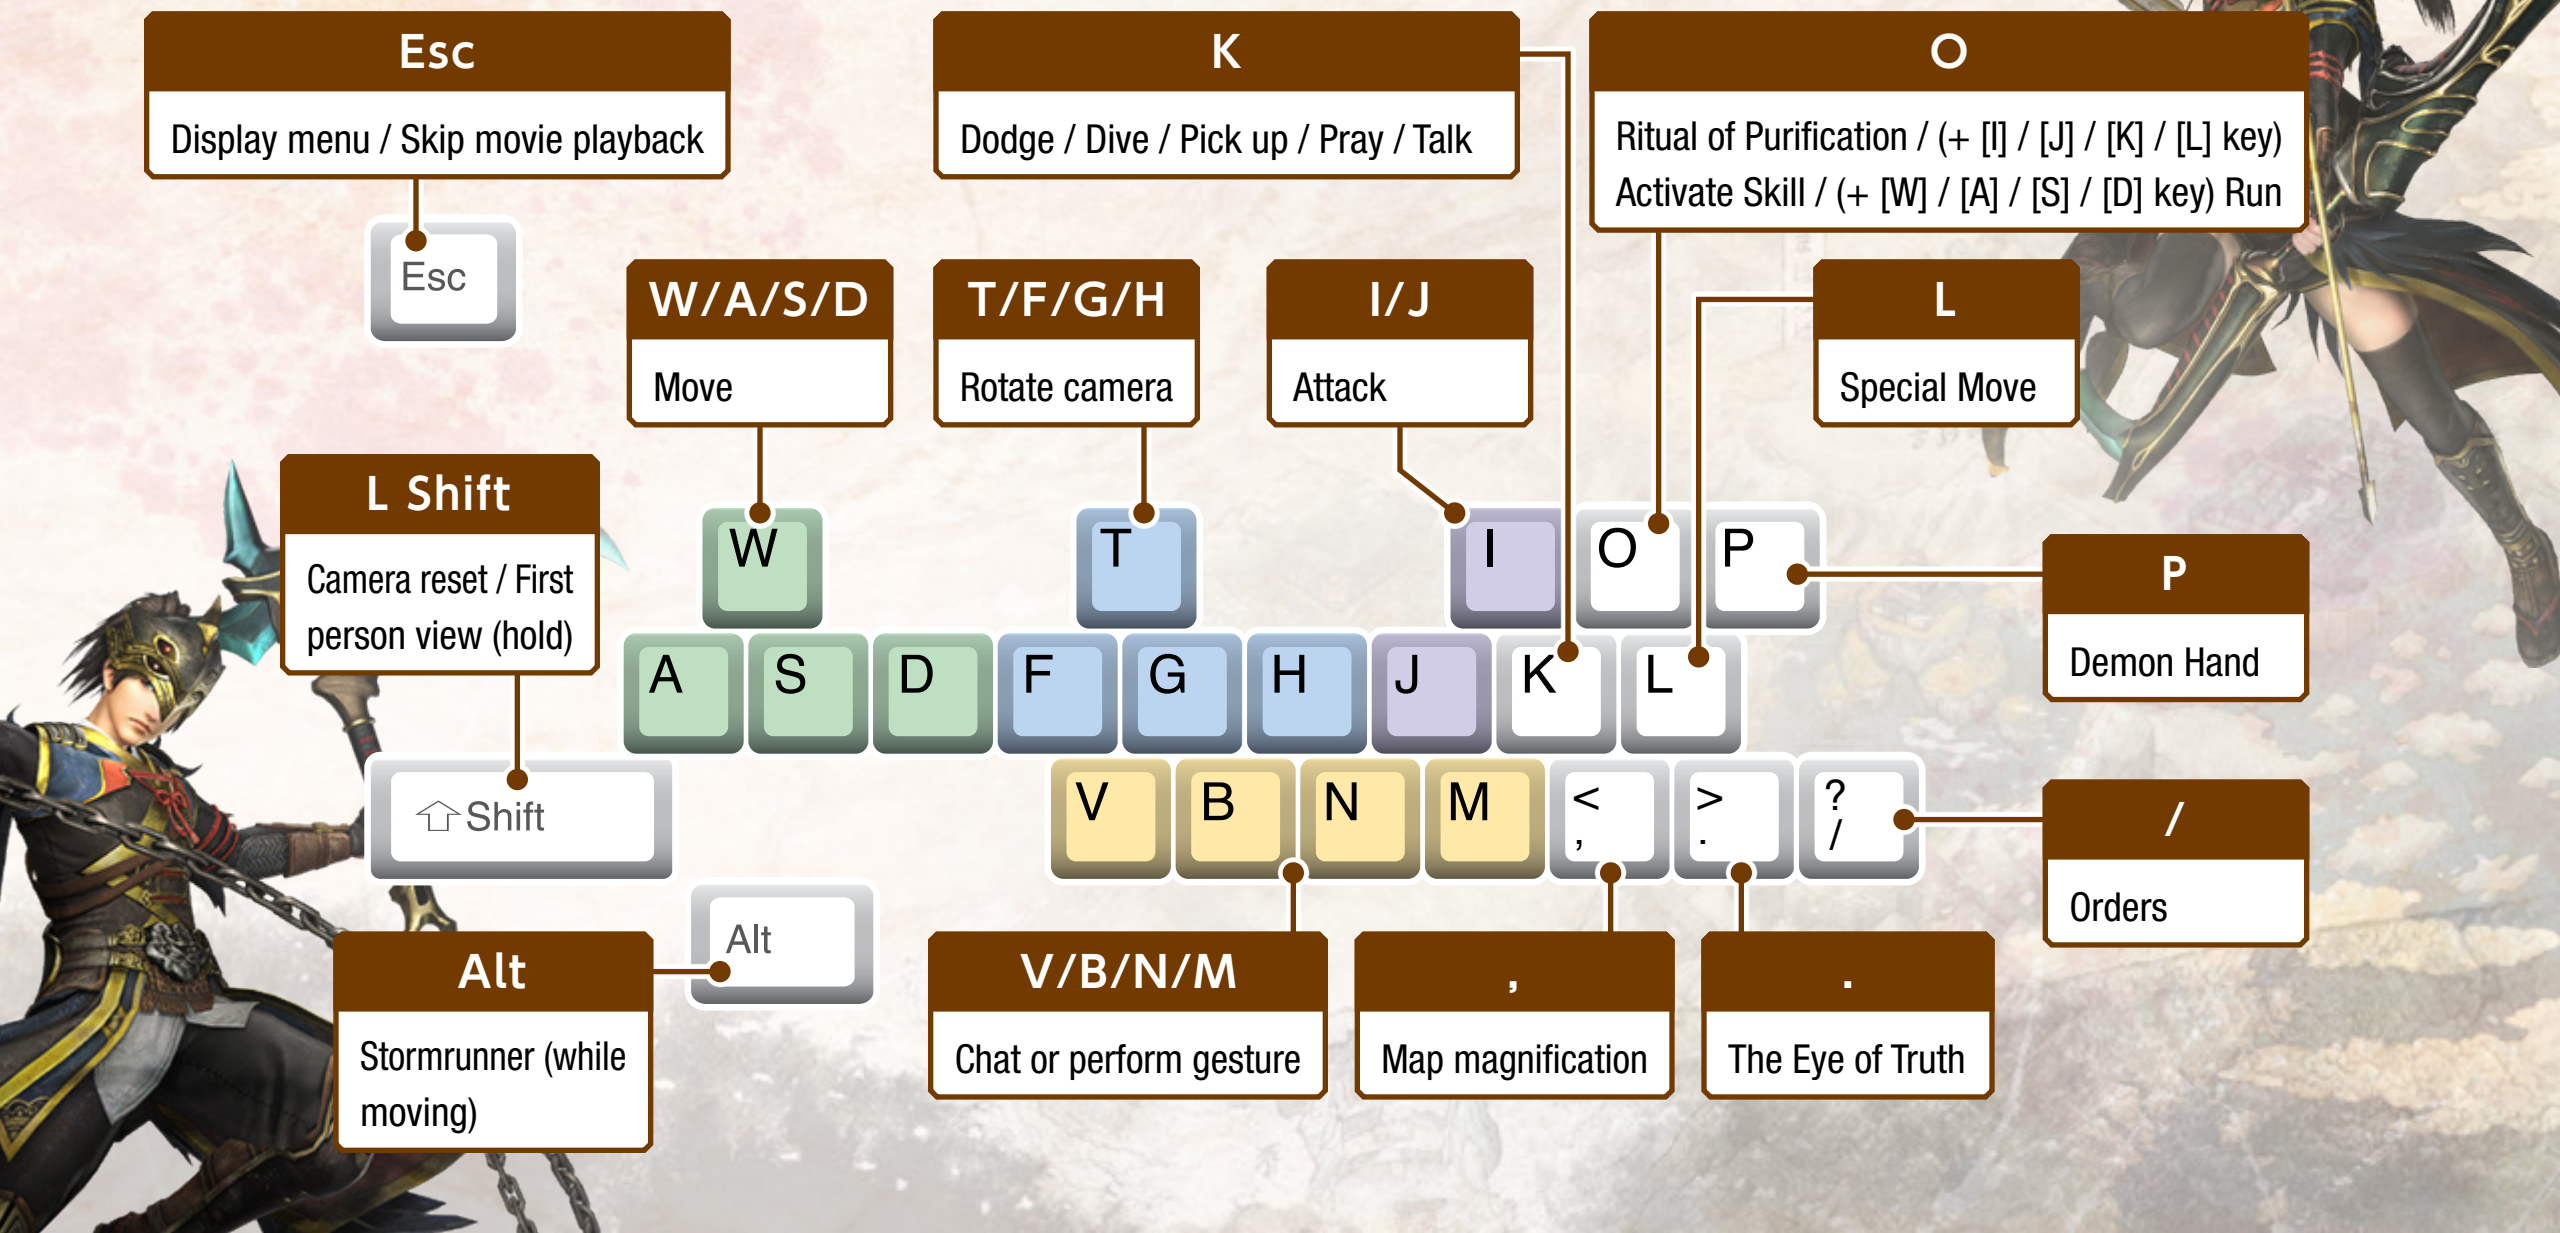 Esc
Display menu / Skip movie playback
K
Dodge / Dive / Pick up / Pray / Talk
O
Ritual of Purification / (+ [I] / [J] / [K] / [L] key)
Activate Skill / (+ [W] / [A] / [S] / [D] key) Run
Esc
W/A/S/D
Move
T/F/G/H
Rotate camera
I/J
Attack
L
Special Move
L Shift
Camera reset / First
person view (hold)
W
T
I
O
P
P
Demon Hand
A
S
D
F
G
H
J
K
L
Shift
V
B
N
M
<
,
>
.
?
/
/
Orders
Alt
Alt
Stormrunner (while
moving)
V/B/N/M
Chat or perform gesture
,
Map magnification
.
The Eye of Truth